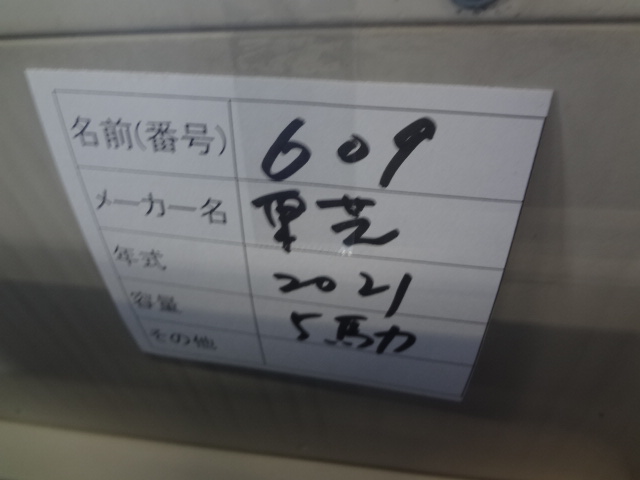 名前(番号) 609
メーカー名 東芝
年式 2021
容量 5馬力
その他